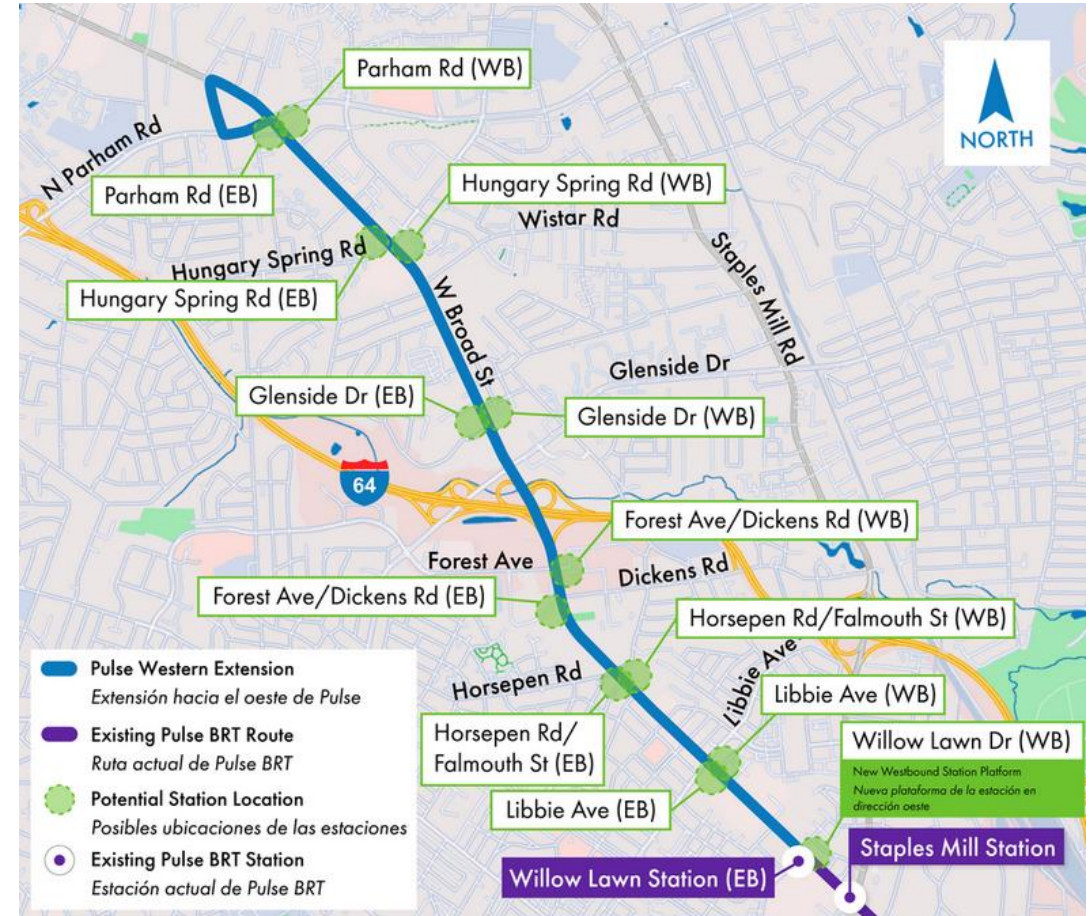 Parham Rd (WB)
NORTH
N Parham Rd
Parham Rd (EB)
Hungary Spring Rd (WB)
Wistar Rd
Hungary Spring Rd
Staples Mill Rd
Hungary Spring Rd (EB)
W Broad St
Glenside Dr
Glenside Dr (EB)
Glenside Dr (WB)
64
Forest Ave/Dickens Rd (WB)
Forest Ave
Dickens Rd
Forest Ave/Dickens Rd (EB)
Horsepen Rd/Falmouth St (WB)
Horsepen Rd
Libbie Ave
Libbie Ave (WB)
Horsepen Rd/
Falmouth St (EB)
Willow Lawn Dr (WB)
New Westbound Station Platform
Nueva plataforma de la estación en
dirección oeste
Libbie Ave (EB)
Staples Mill Station
Willow Lawn Station (EB)
Pulse Western Extension
Extensión hacia el oeste de Pulse
Existing Pulse BRT Route
Ruta actual de Pulse BRT
Potential Station Location
Posibles ubicaciones de las estaciones
Existing Pulse BRT Station
Estación actual de Pulse BRT